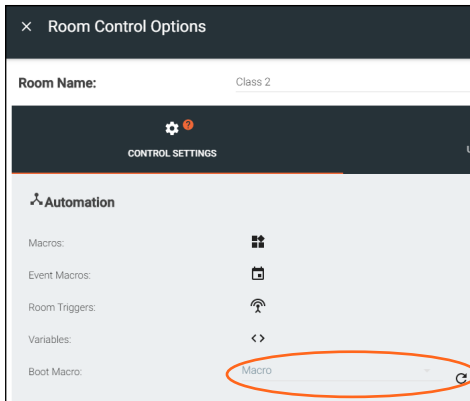 × Room Control Options
Room Name: Class 2
?
CONTROL SETTINGS
U
Automation
Macros:
Event Macros:
Room Triggers:
Variables: <>
Boot Macro: Macro